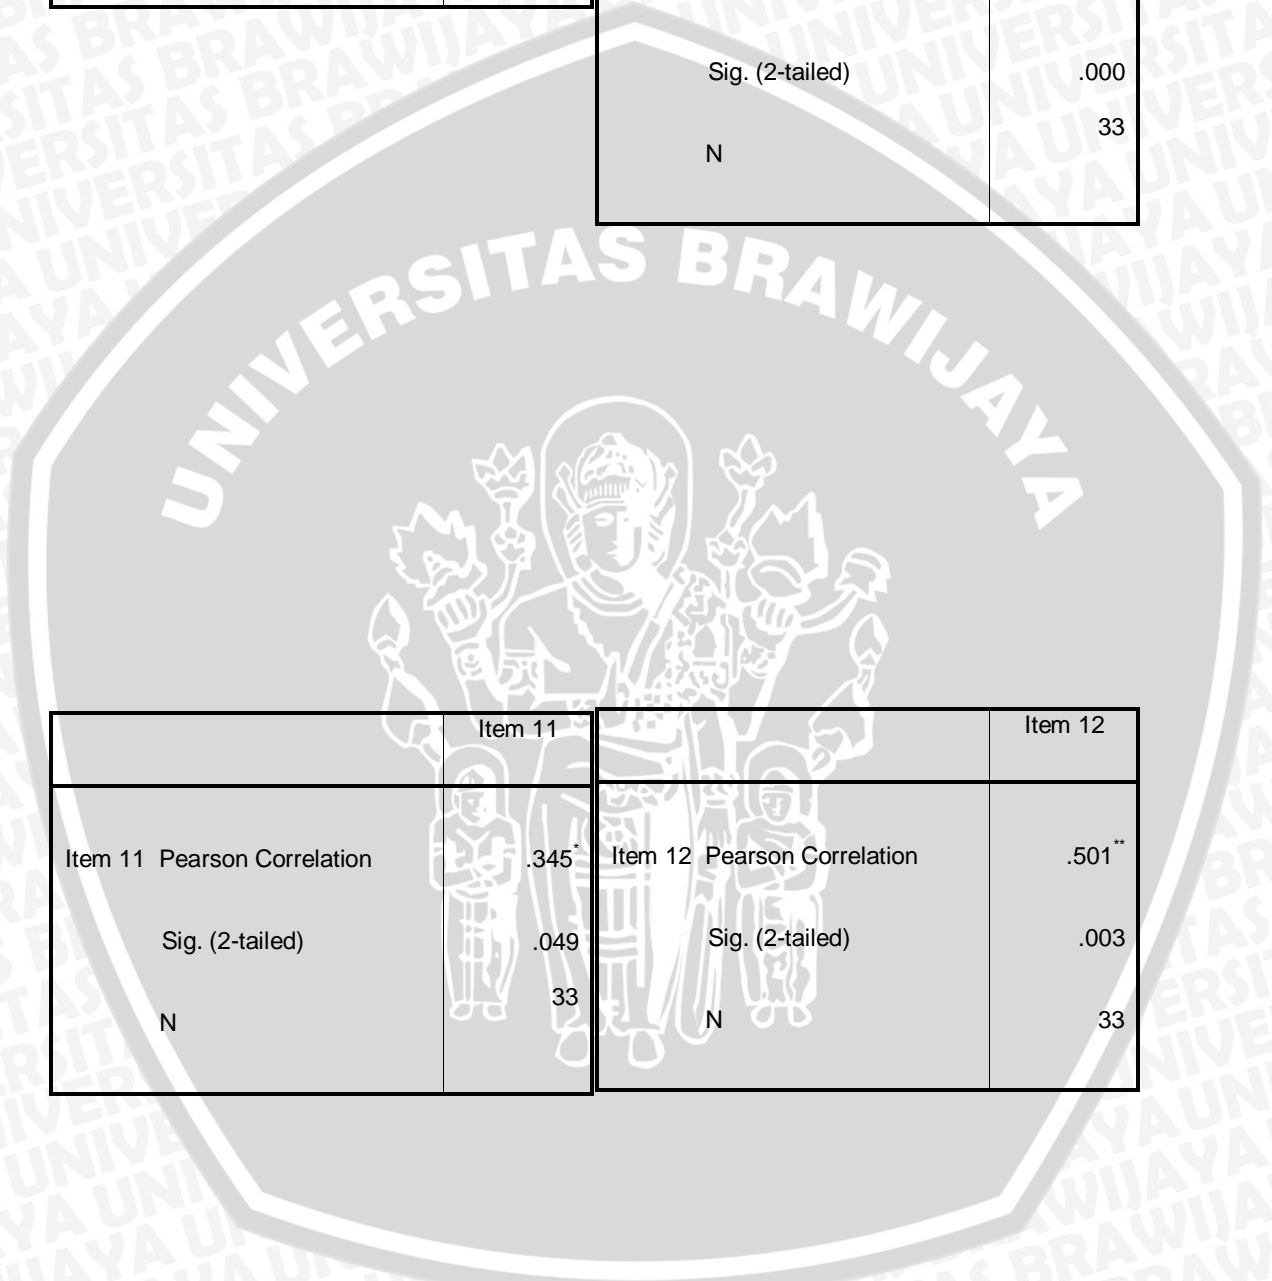 Sig. (2-tailed) .000
33
N
UNIVERSITAS BRAWIJAYA
Item 11
Item 11 Pearson Correlation .345*
Sig. (2-tailed) .049
33
N
Item 12
Item 12 Pearson Correlation .501**
Sig. (2-tailed) .003
N 33